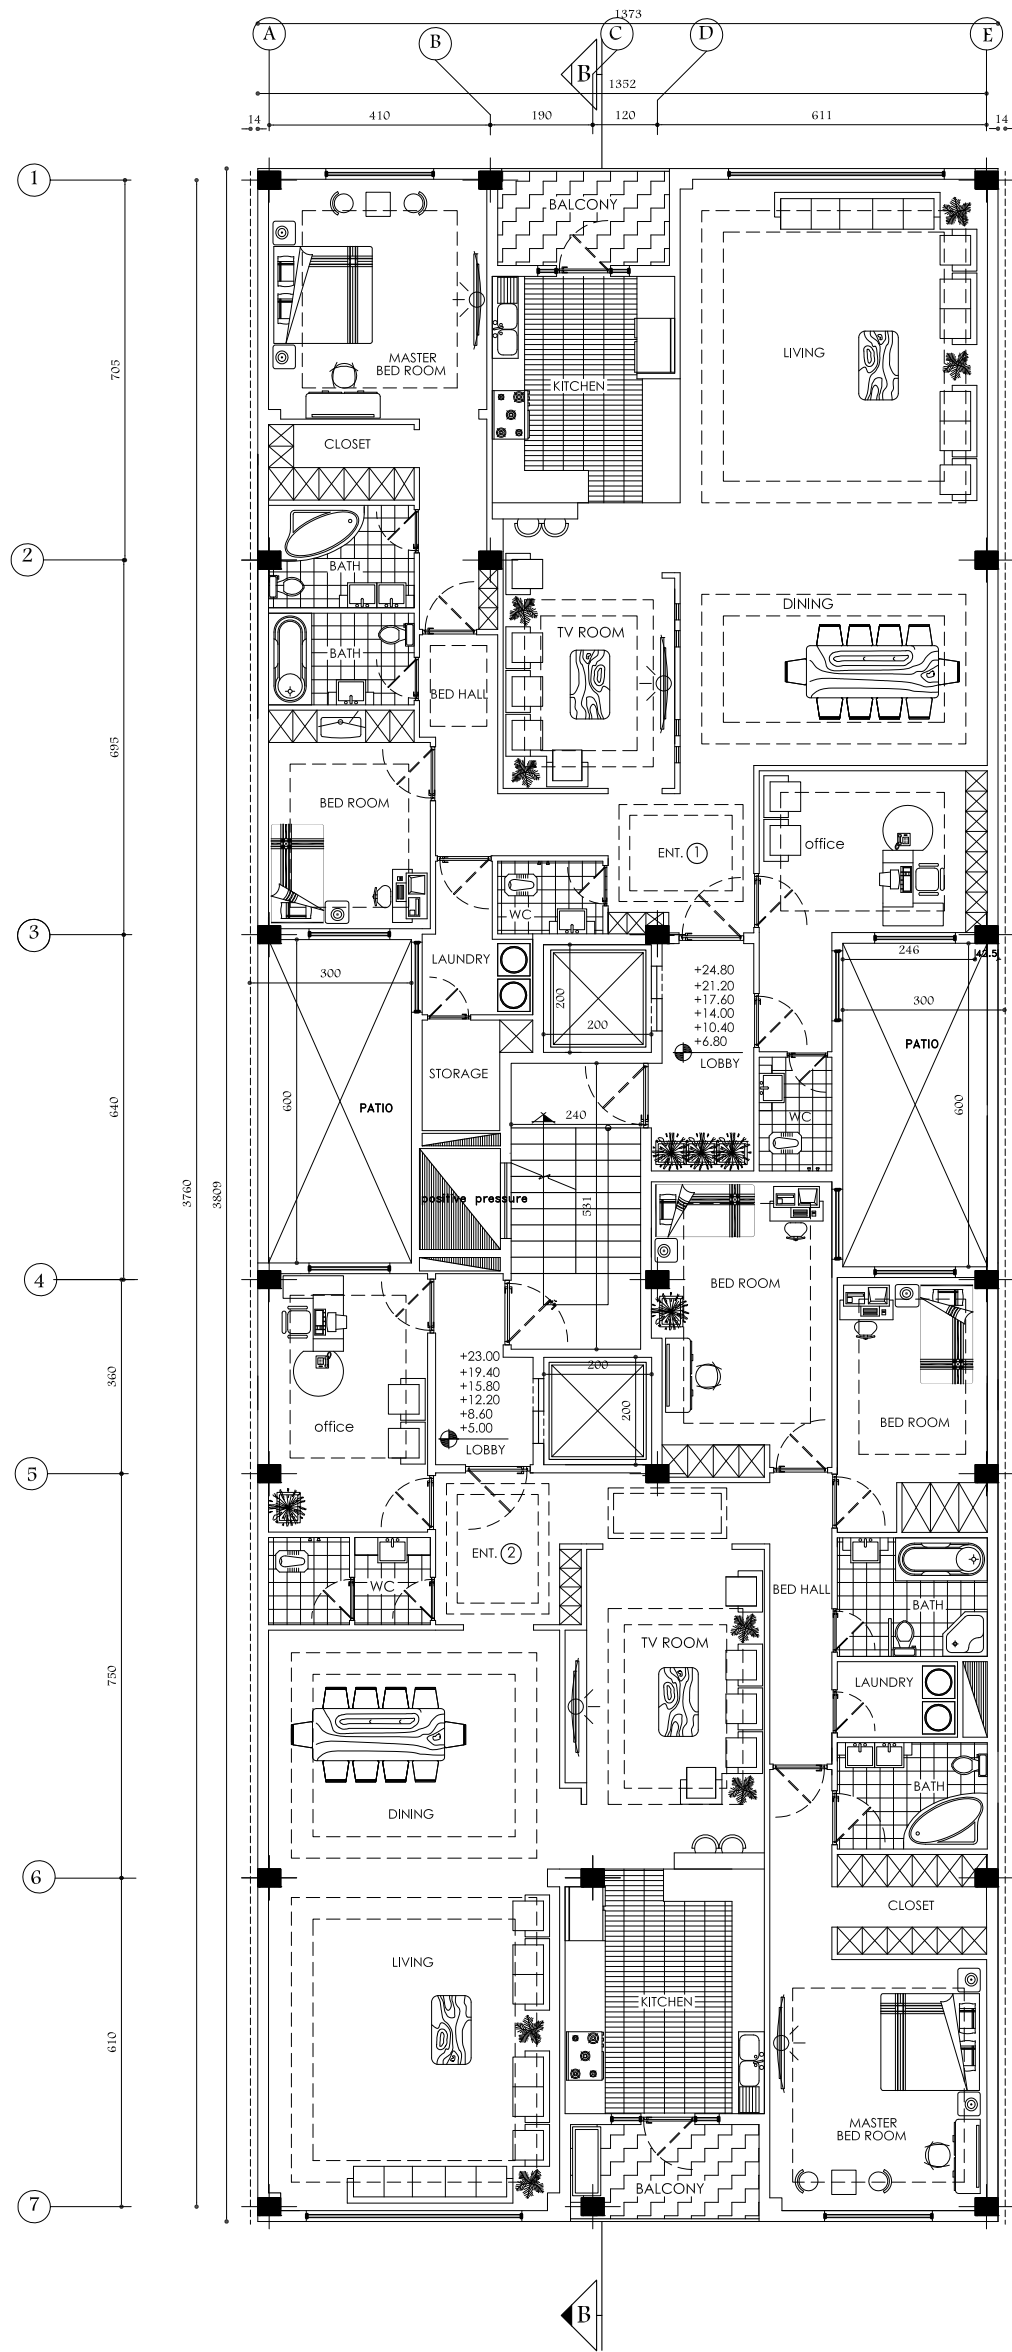 1373
A
B
C
D
E
B
1352
14
410
190
120
611
14
1
BALCONY
705
MASTER
BED ROOM
LIVING
KITCHEN
CLOSET
2
BATH
DINING
TV ROOM
BATH
BED HALL
695
BED ROOM
ENT. 1
office
WC
3
300
LAUNDRY
200
200
+24.80
+21.20
+17.60
+14.00
+10.40
+6.80
LOBBY
246
42.5
300
PATIO
STORAGE
600
PATIO
640
240
WC
600
3760
3809
positive pressure
531
4
BED ROOM
360
+23.00
+19.40
+15.80
+12.20
+8.60
+5.00
LOBBY
200
200
office
BED ROOM
5
ENT. 2
WC
BED HALL
BATH
TV ROOM
750
LAUNDRY
DINING
BATH
6
CLOSET
LIVING
KITCHEN
610
MASTER
BED ROOM
BALCONY
7
B